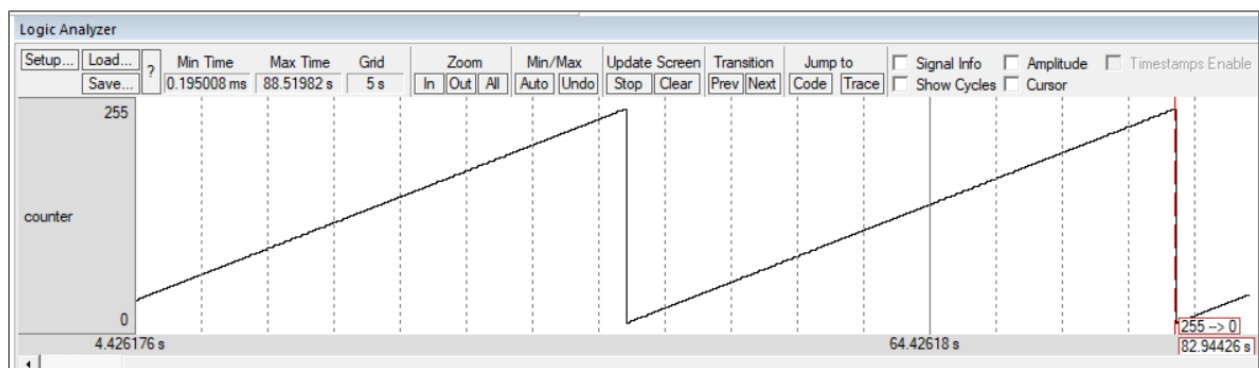 Logic Analyzer
Setup... Load... ? Min Time Max Time Grid Zoom Min/Max Update Screen Transition Jump to Signal Info Amplitude Timestamps Enable
Save... 0.195008 ms 88.51982 s 5 s In Out All Auto Undo Stop Clear Prev Next Code Trace Show Cycles Cursor
255
counter
0
255 --> 0
4.426176 s 64.42618 s 82.94426 s